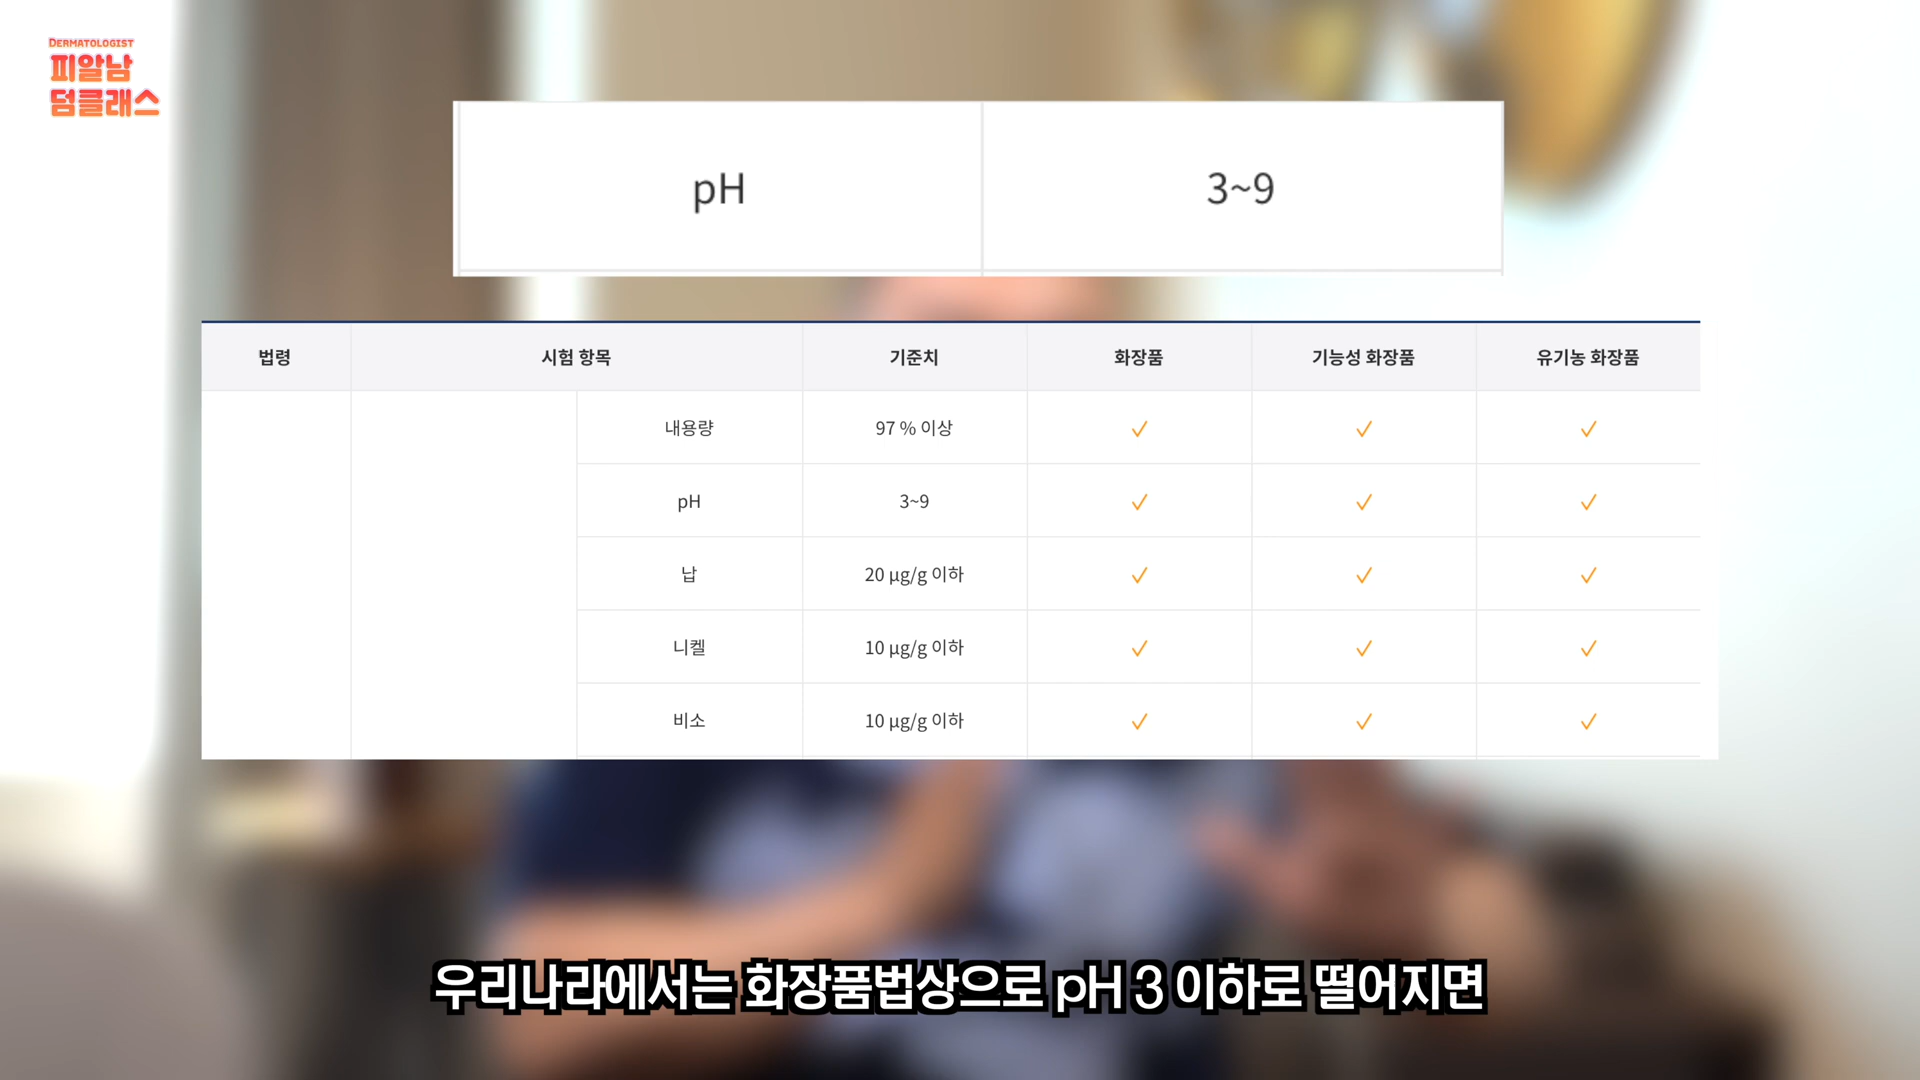 DERMATOLOGIST
피알남
덤클래스
pH 3~9
법령 시험 항목 기준치 화장품 기능성 화장품 유기농 화장품
내용량 97 % 이상 ✓ ✓ ✓
pH 3~9 ✓ ✓ ✓
납 20 µg/g 이하 ✓ ✓ ✓
니켈 10 µg/g 이하 ✓ ✓ ✓
비소 10 µg/g 이하 ✓ ✓ ✓
우리나라에서는 화장품법상으로 pH 3 이하로 떨어지면